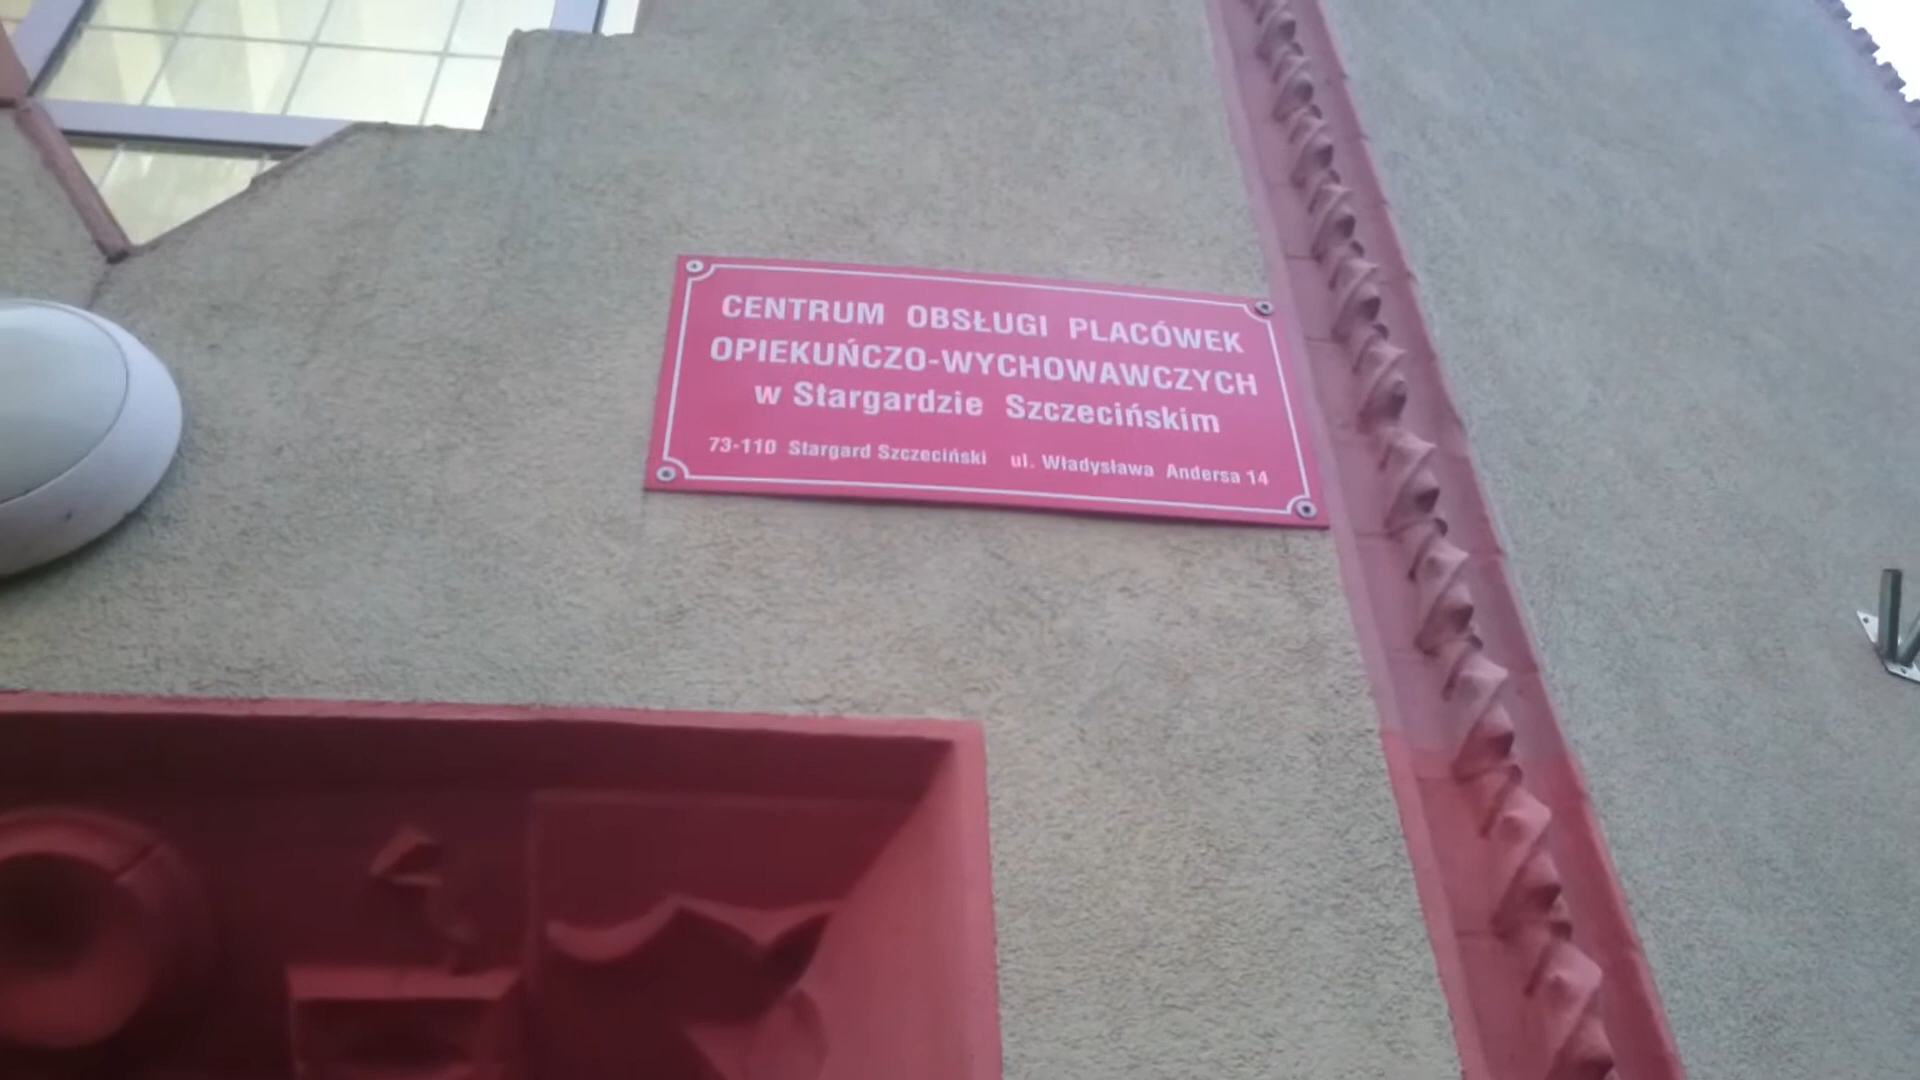 CENTRUM OBSŁUGI PLACÓWEK
OPIEKUŃCZO-WYCHOWAWCZYCH
w Stargardzie Szczecińskim
73-110 Stargard Szczeciński ul. Władysława Andersa 14